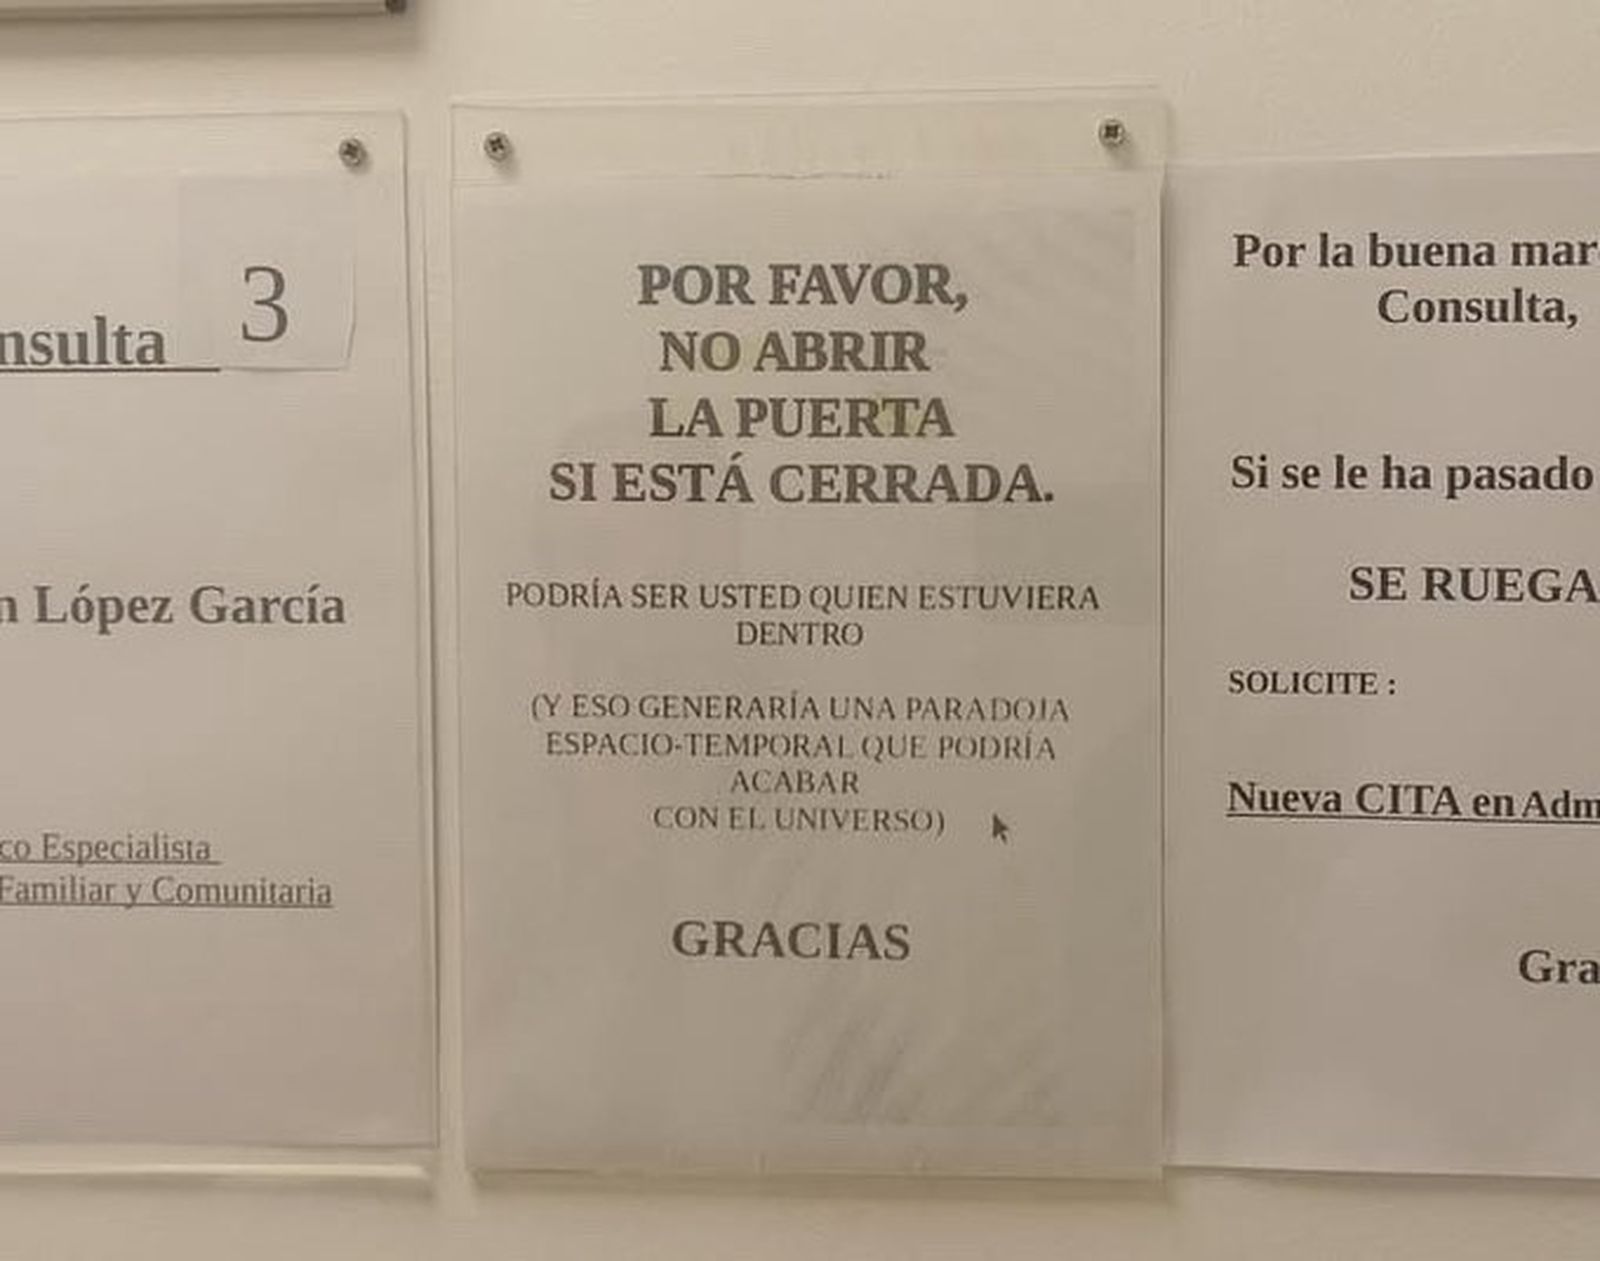 nsulta 3
n López García
co Especialista
Familiar y Comunitaria
POR FAVOR,
NO ABRIR
LA PUERTA
SI ESTÁ CERRADA.
PODRÍA SER USTED QUIEN ESTUVIERA
DENTRO
(Y ESO GENERARÍA UNA PARADOJA
ESPACIO-TEMPORAL QUE PODRÍA
ACABAR
CON EL UNIVERSO)
GRACIAS
Por la buena mar
Consulta,
Si se le ha pasado
SE RUEGA
SOLICITE :
Nueva CITA en Adm
Gra